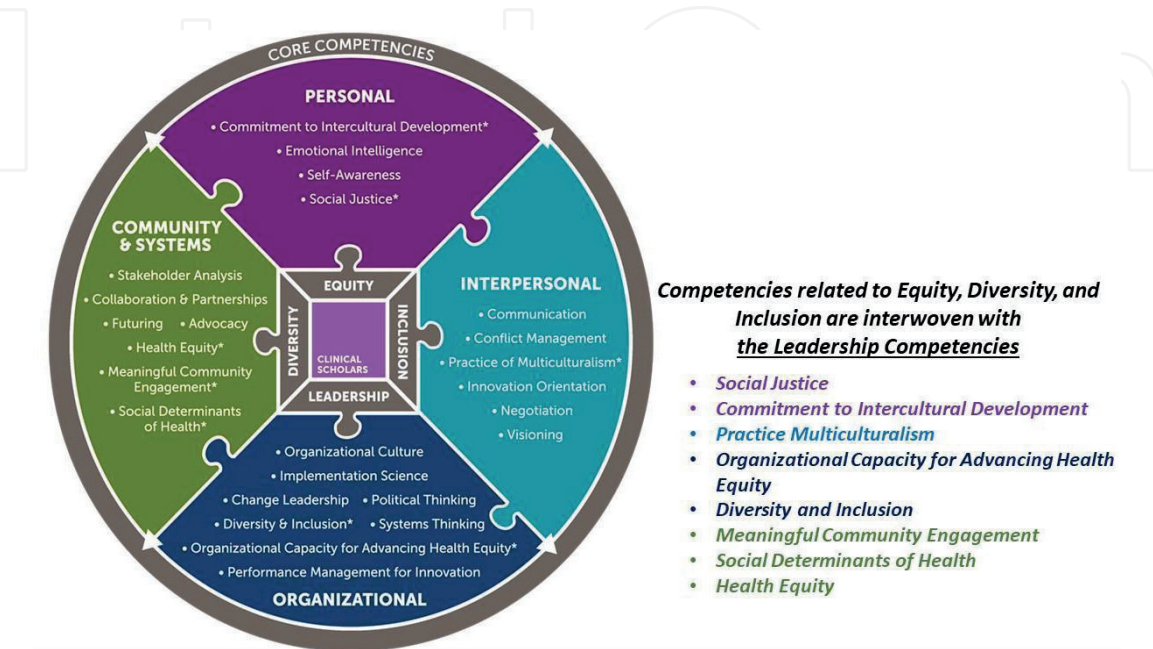 CORE COMPETENCIES
PERSONAL
• Commitment to Intercultural Development*
• Emotional Intelligence
• Self-Awareness
• Social Justice*
COMMUNITY
& SYSTEMS
• Stakeholder Analysis
• Collaboration & Partnerships
• Futuring • Advocacy
• Health Equity*
• Meaningful Community
Engagement*
• Social Determinants
of Health*
EQUITY
DIVERSITY
INCLUSION
CLINICAL
SCHOLARS
LEADERSHIP
INTERPERSONAL
• Communication
• Conflict Management
• Practice of Multiculturalism*
• Innovation Orientation
• Negotiation
• Visioning
• Organizational Culture
• Implementation Science
• Change Leadership • Political Thinking
• Diversity & Inclusion* • Systems Thinking
• Organizational Capacity for Advancing Health Equity*
• Performance Management for Innovation
ORGANIZATIONAL
Competencies related to Equity, Diversity, and
Inclusion are interwoven with
the Leadership Competencies
• Social Justice
• Commitment to Intercultural Development
• Practice Multiculturalism
• Organizational Capacity for Advancing Health
Equity
• Diversity and Inclusion
• Meaningful Community Engagement
• Social Determinants of Health
• Health Equity